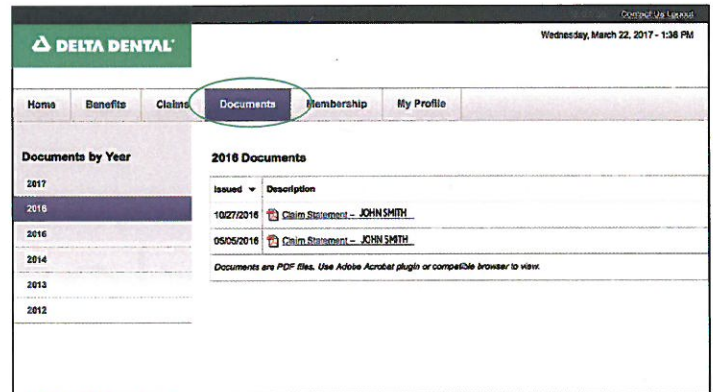 Contact Us Logout
DELTA DENTAL
Wednesday, March 22, 2017 - 1:36 PM
Home Benefits Claims Documents Membership My Profile
Documents by Year
2017
2016
2016
2014
2013
2012
2016 Documents
Issued Description
10/27/2016 Claim Statement – JOHN SMITH
05/05/2016 Claim Statement – JOHN SMITH
Documents are PDF files. Use Adobe Acrobat plugin or compatible browser to view.